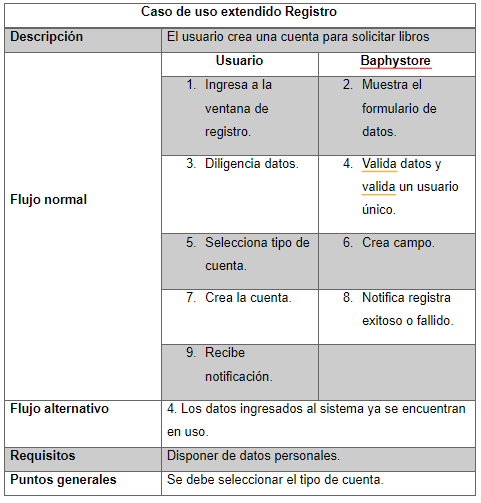 Caso de uso extendido Registro
Descripción
El usuario crea una cuenta para solicitar libros
Flujo normal
Usuario
Baphystore
1. Ingresa a la
ventana de
registro.
2. Muestra el
formulario de
datos.
3. Diligencia datos.
4. Valida datos y
valida un usuario
único.
5. Selecciona tipo de
cuenta.
6. Crea campo.
7. Crea la cuenta.
8. Notifica registra
exitoso o fallido.
9. Recibe
notificación.
Flujo alternativo
4. Los datos ingresados al sistema ya se encuentran
en uso.
Requisitos
Disponer de datos personales.
Puntos generales
Se debe seleccionar el tipo de cuenta.